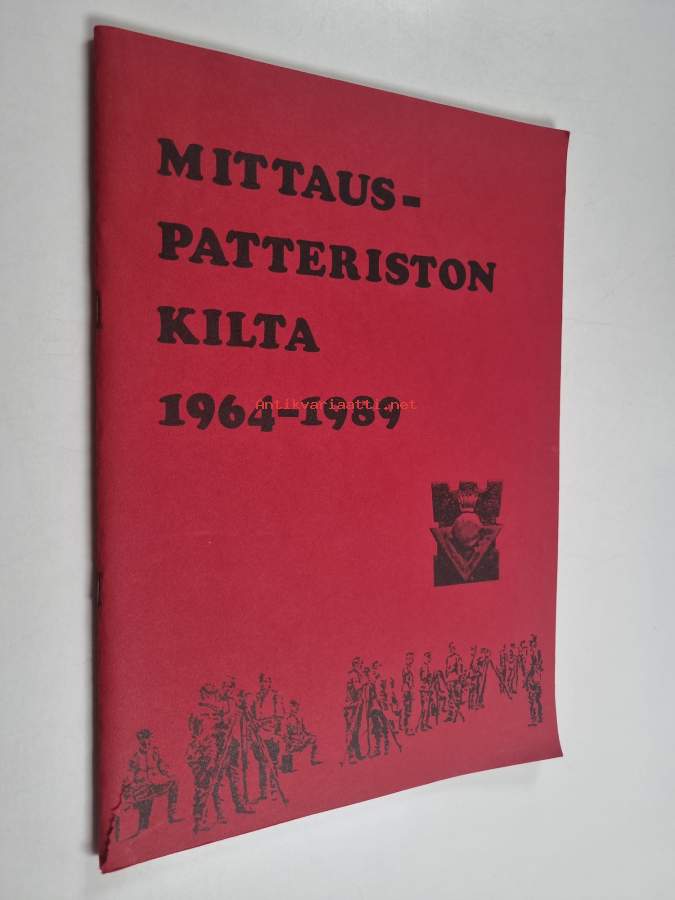 MITTAUS-
PATTERISTON
KILTA
1964-1989
Antikvariaatti.net